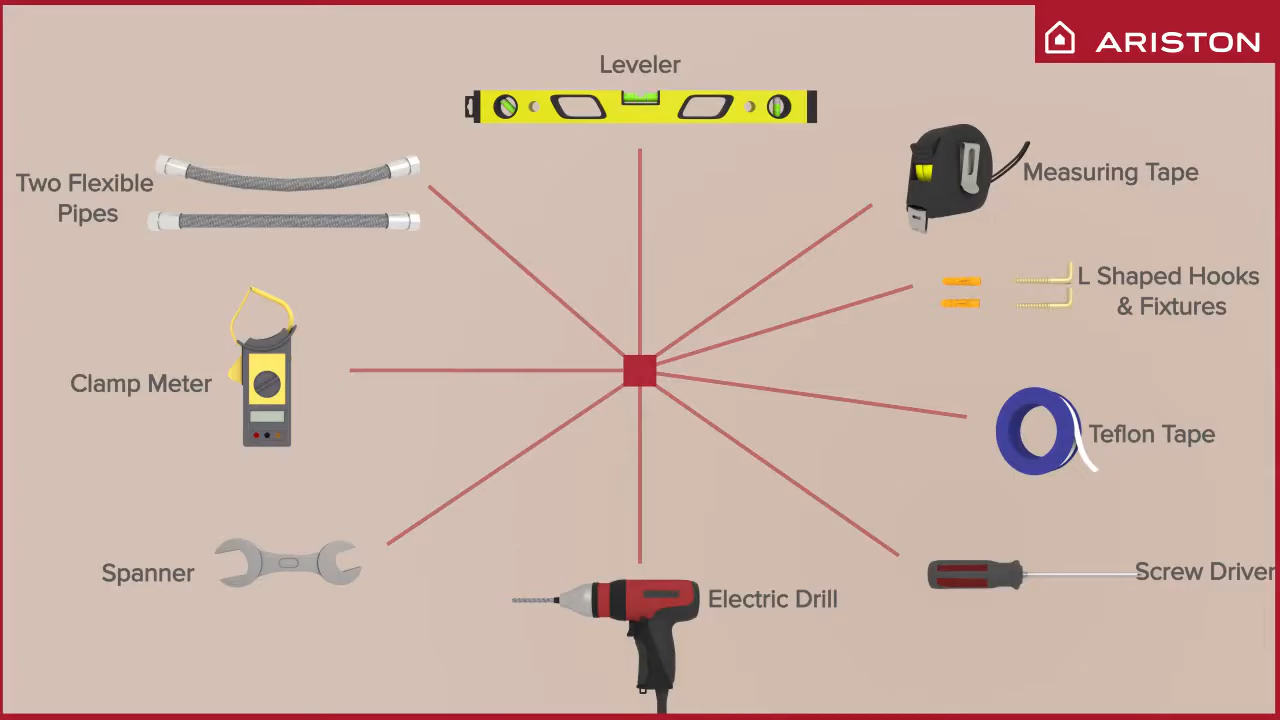 ARISTON
Leveler
Two Flexible
Pipes
Measuring Tape
L Shaped Hooks
& Fixtures
Clamp Meter
Teflon Tape
Spanner
Screw Driver
Electric Drill